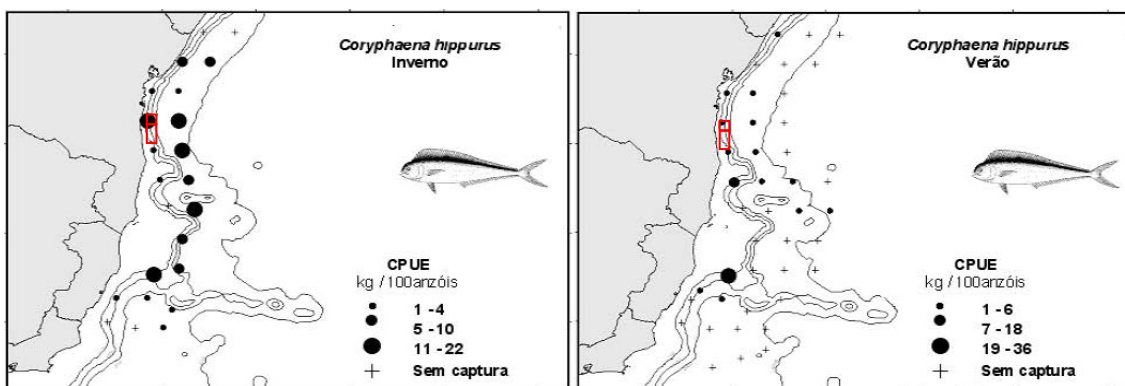 Coryphaena hippurus
Inverno
CPUE
kg /100anzóis
1 - 4
5 - 10
11 - 22
Sem captura
Coryphaena hippurus
Verão
CPUE
kg /100anzóis
1 - 6
7 - 18
19 - 36
Sem captura